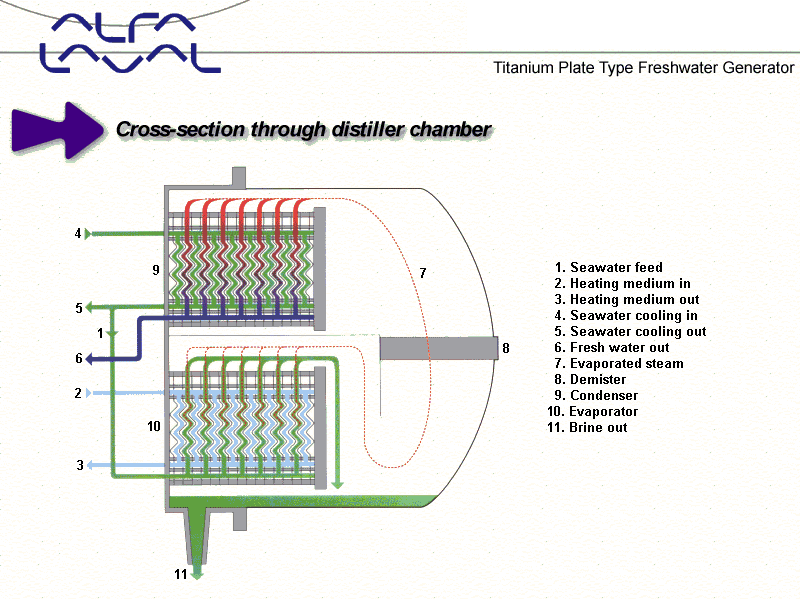 ALFA
LAVAL
Titanium Plate Type Freshwater Generator
Cross-section through distiller chamber
4
9
7
5
1
6
8
2
10
3
11
1. Seawater feed
2. Heating medium in
3. Heating medium out
4. Seawater cooling in
5. Seawater cooling out
6. Fresh water out
7. Evaporated steam
8. Demister
9. Condenser
10. Evaporator
11. Brine out